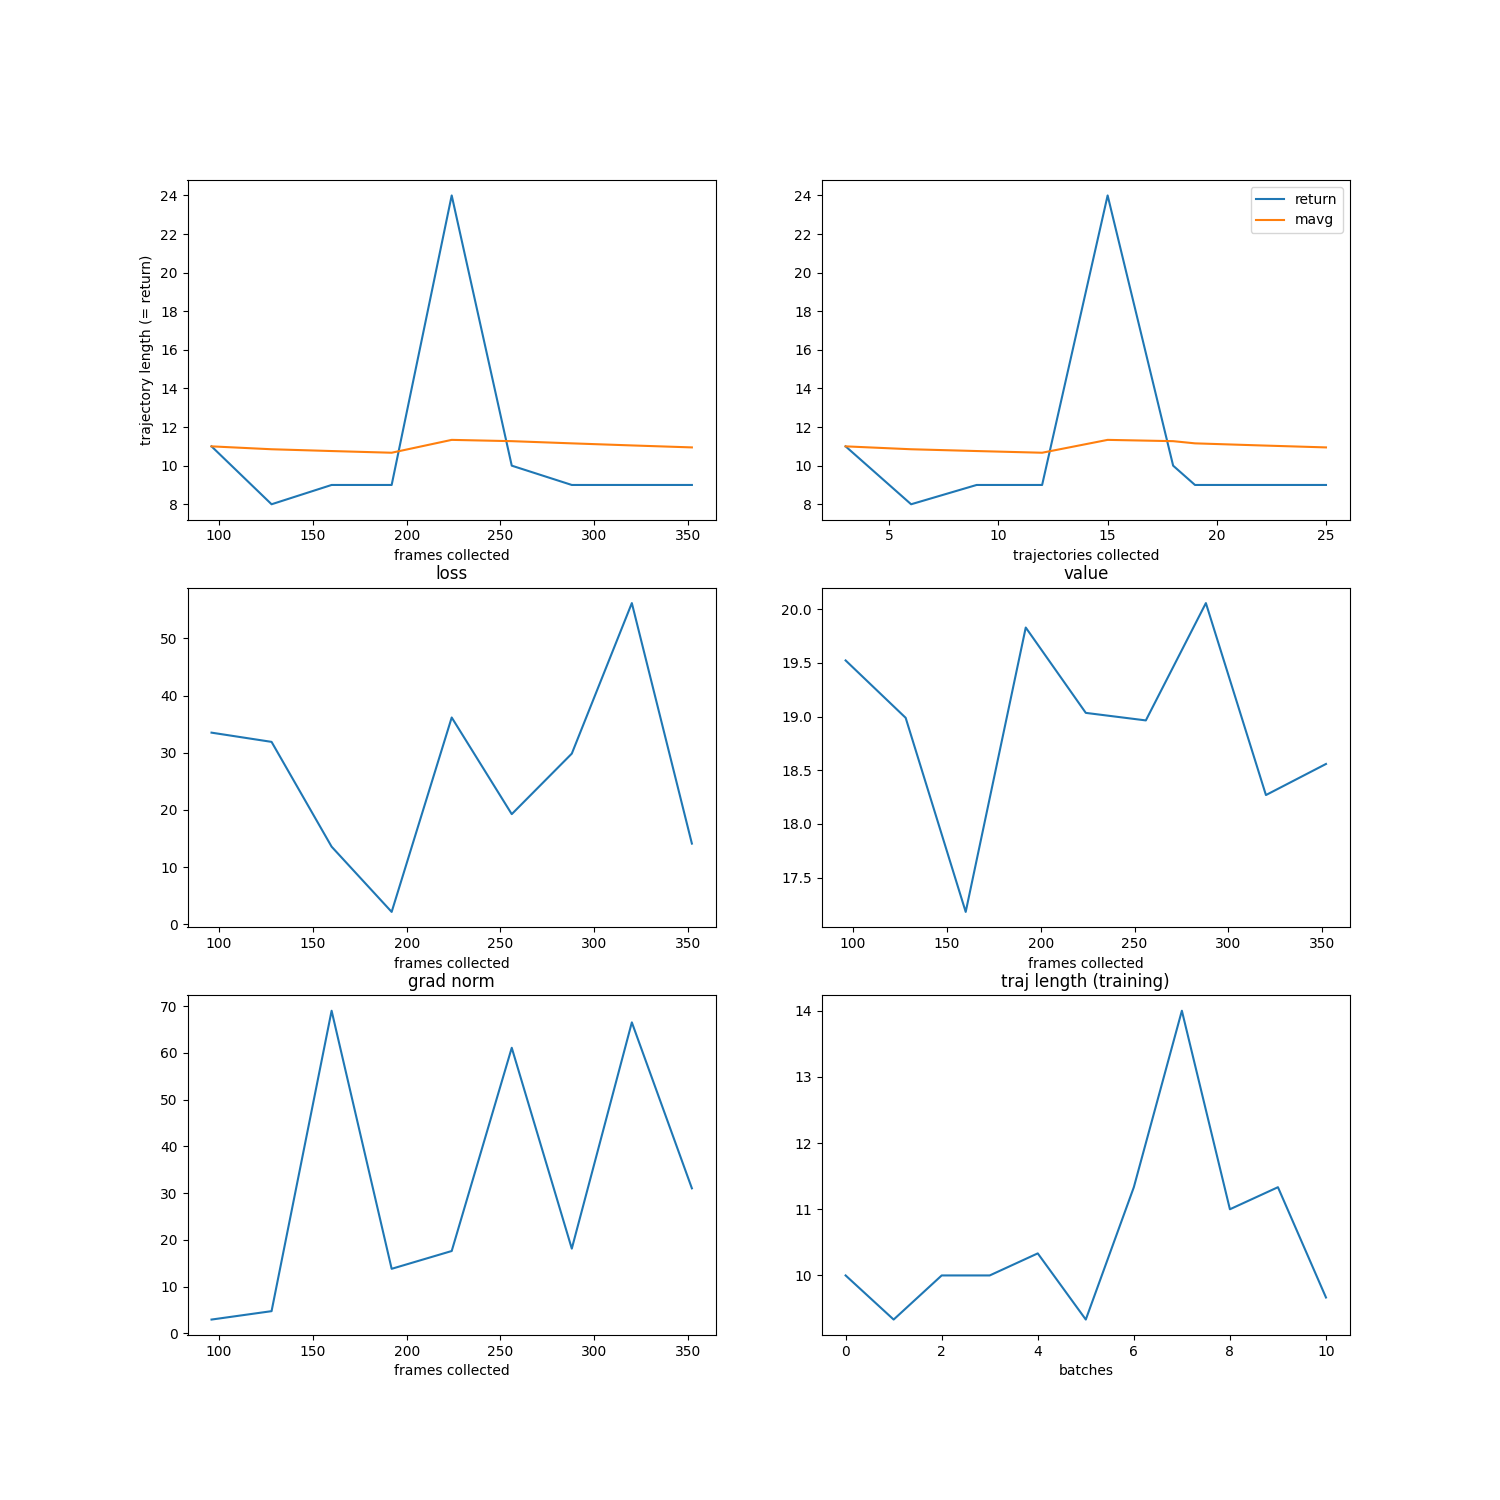 24
22
20
18
16
14
12
10
8
trajectory length (= return)
100 150 200 250 300 350
frames collected
24
22
20
18
16
14
12
10
8
return
mavg
5 10 15 20 25
trajectories collected
loss
50
40
30
20
10
0
100 150 200 250 300 350
frames collected
value
20.0
19.5
19.0
18.5
18.0
17.5
100 150 200 250 300 350
frames collected
grad norm
70
60
50
40
30
20
10
0
100 150 200 250 300 350
frames collected
traj length (training)
14
13
12
11
10
0 2 4 6 8 10
batches